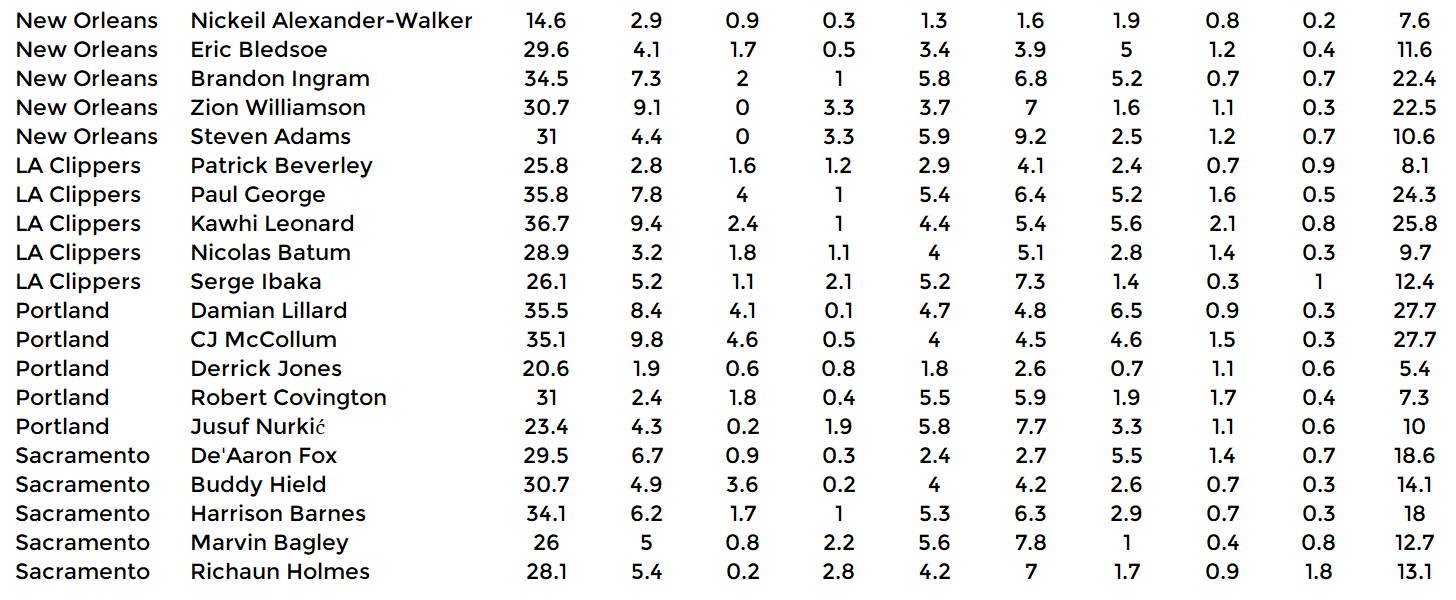 New Orleans Nickeil Alexander-Walker 14.6 2.9 0.9 0.3 1.3 1.6 1.9 0.8 0.2 7.6
New Orleans Eric Bledsoe 29.6 4.1 1.7 0.5 3.4 3.9 5 1.2 0.4 11.6
New Orleans Brandon Ingram 34.5 7.3 2 1 5.8 6.8 5.2 0.7 0.7 22.4
New Orleans Zion Williamson 30.7 9.1 0 3.3 3.7 7 1.6 1.1 0.3 22.5
New Orleans Steven Adams 31 4.4 0 3.3 5.9 9.2 2.5 1.2 0.7 10.6
LA Clippers Patrick Beverley 25.8 2.8 1.6 1.2 2.9 4.1 2.4 0.7 0.9 8.1
LA Clippers Paul George 35.8 7.8 4 1 5.4 6.4 5.2 1.6 0.5 24.3
LA Clippers Kawhi Leonard 36.7 9.4 2.4 1 4.4 5.4 5.6 2.1 0.8 25.8
LA Clippers Nicolas Batum 28.9 3.2 1.8 1.1 4 5.1 2.8 1.4 0.3 9.7
LA Clippers Serge Ibaka 26.1 5.2 1.1 2.1 5.2 7.3 1.4 0.3 1 12.4
Portland Damian Lillard 35.5 8.4 4.1 0.1 4.7 4.8 6.5 0.9 0.3 27.7
Portland CJ McCollum 35.1 9.8 4.6 0.5 4 4.5 4.6 1.5 0.3 27.7
Portland Derrick Jones 20.6 1.9 0.6 0.8 1.8 2.6 0.7 1.1 0.6 5.4
Portland Robert Covington 31 2.4 1.8 0.4 5.5 5.9 1.9 1.7 0.4 7.3
Portland Jusuf Nurkić 23.4 4.3 0.2 1.9 5.8 7.7 3.3 1.1 0.6 10
Sacramento De'Aaron Fox 29.5 6.7 0.9 0.3 2.4 2.7 5.5 1.4 0.7 18.6
Sacramento Buddy Hield 30.7 4.9 3.6 0.2 4 4.2 2.6 0.7 0.3 14.1
Sacramento Harrison Barnes 34.1 6.2 1.7 1 5.3 6.3 2.9 0.7 0.3 18
Sacramento Marvin Bagley 26 5 0.8 2.2 5.6 7.8 1 0.4 0.8 12.7
Sacramento Richaun Holmes 28.1 5.4 0.2 2.8 4.2 7 1.7 0.9 1.8 13.1